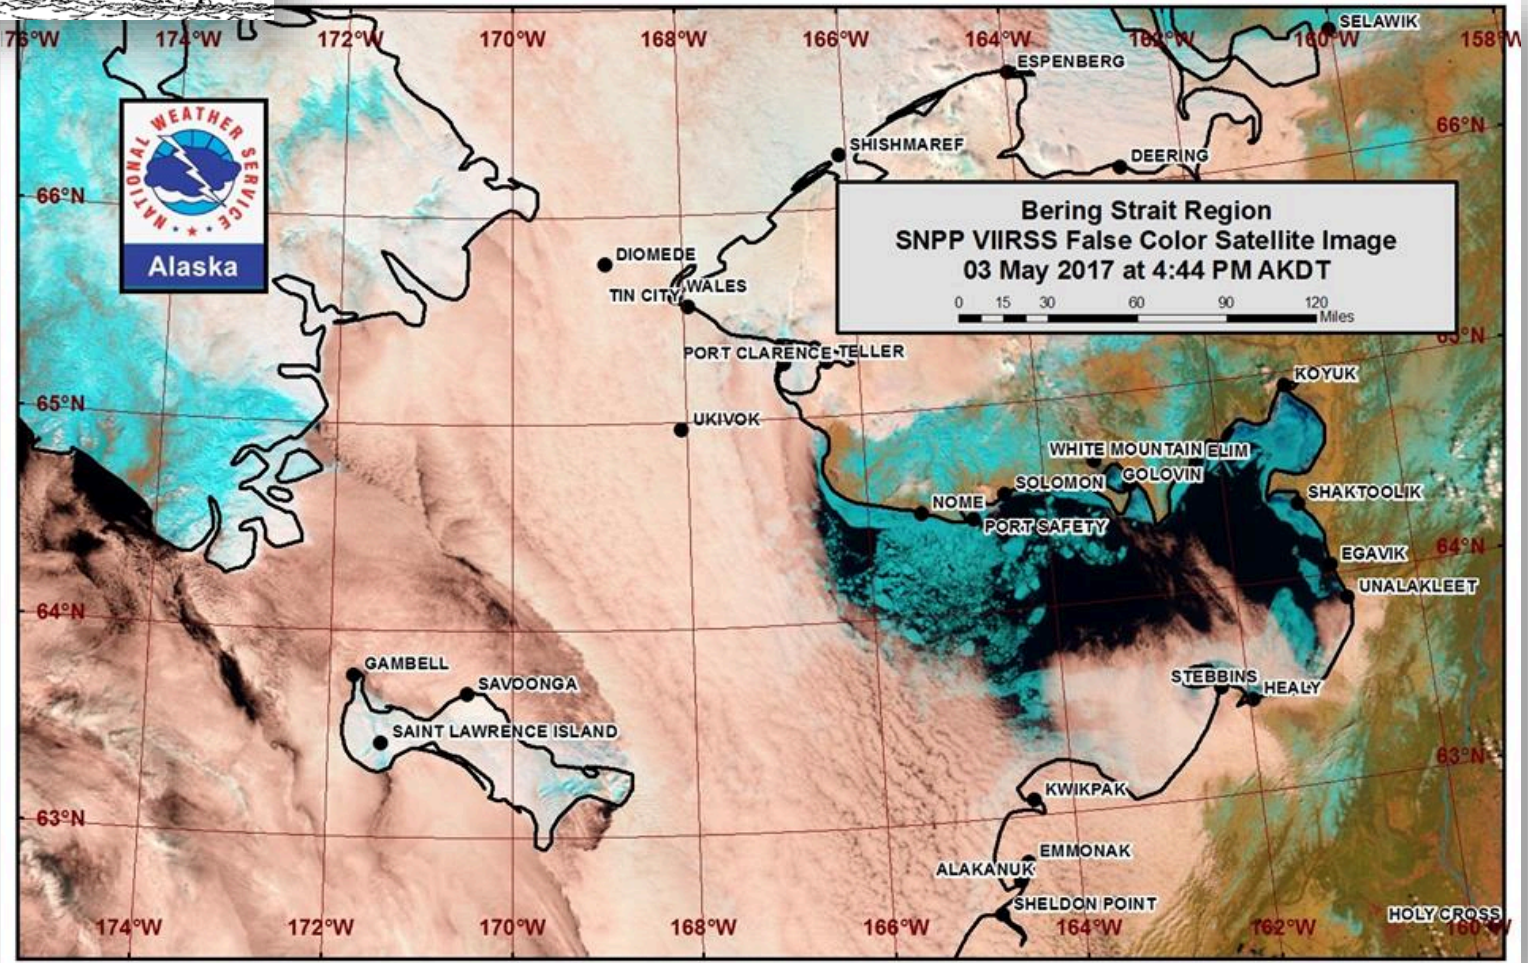 176°W 174°W 172°W 170°W 168°W 166°W 164°W 162°W 160°W 158°W
SELAWIK
ESPENBERG
NATIONAL WEATHER SERVICE
Alaska
66°N
SHISHMAREF
DEERING
66°N
Bering Strait Region
SNPP VIIRSS False Color Satellite Image
03 May 2017 at 4:44 PM AKDT
0 15 30 60 90 120
Miles
DIOMEDE
TIN CITY
WALES
PORT CLARENCE
TELLER
KOYUK
65°N
UKIVOK
WHITE MOUNTAIN
ELIM
GOLOVIN
SOLOMON
SHAKTOOLIK
NOME
PORT SAFETY
EGAVIK
64°N
UNALAKLEET
64°N
GAMBELL
SAVOONGA
STEBBINS
HEALY
SAINT LAWRENCE ISLAND
63°N
KWIKPAK
63°N
EMMONAK
ALAKANUK
SHELDON POINT
HOLY CROSS
174°W 172°W 170°W 168°W 166°W 164°W 162°W 160°W